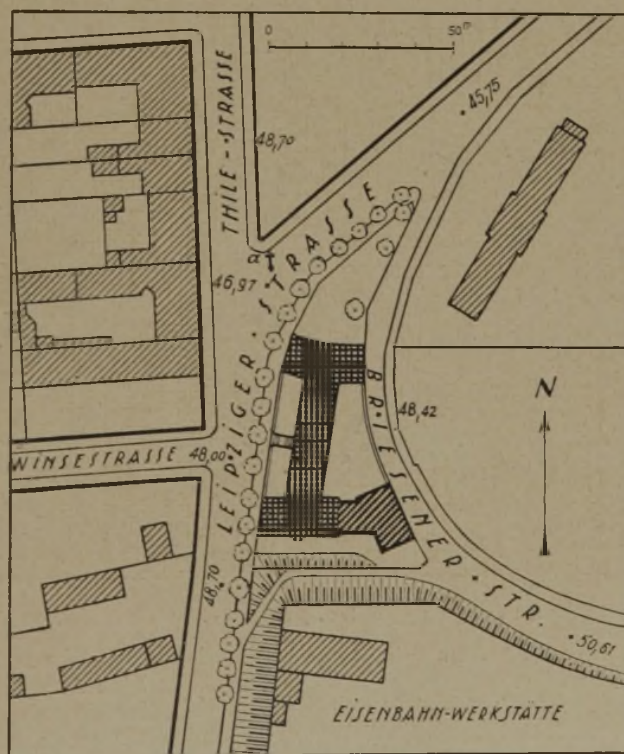 0 50 m
THILE-STRASSE
48,70
45,75
46,97
LEIPZIGER·STRASSE
BRIESENER·STR.
48,42
N
WINSESTRASSE 48,00
48,70
50,61
EISENBAHN-WERKSTÄTTE